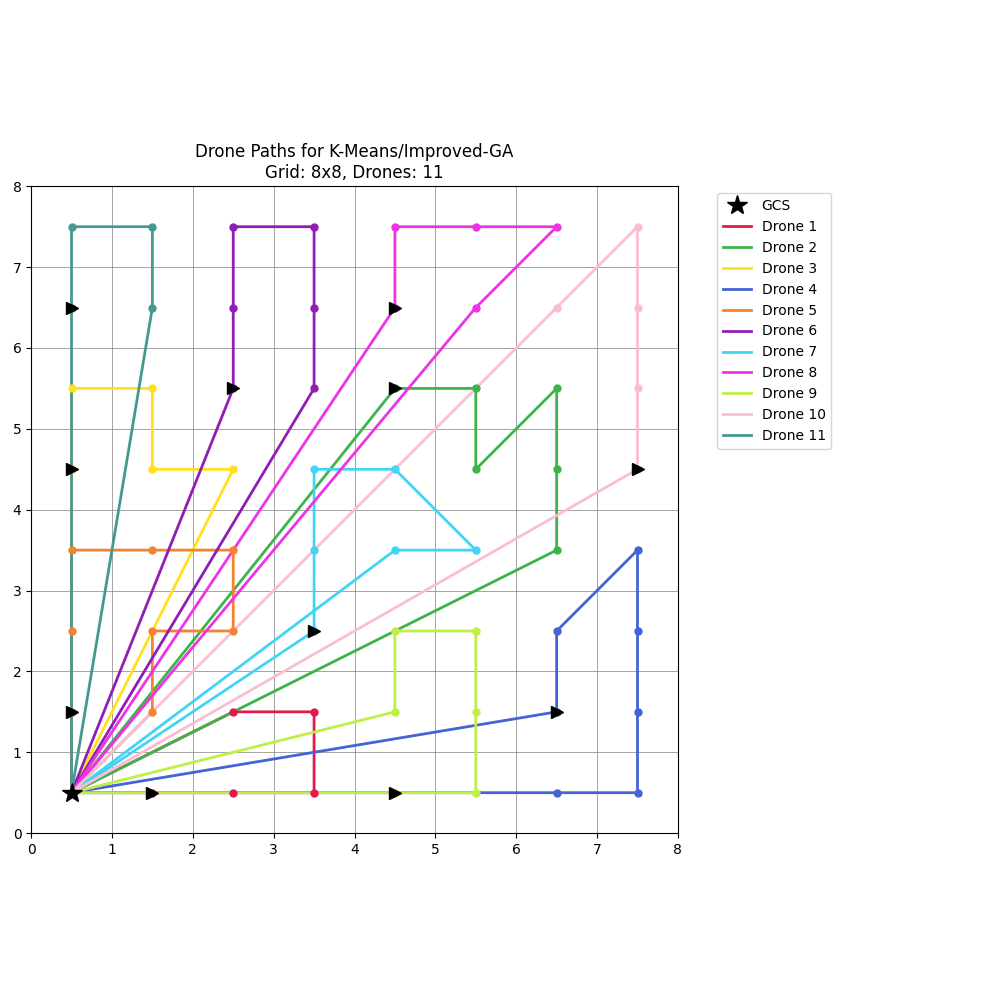 Drone Paths for K-Means/Improved-GA
Grid: 8x8, Drones: 11
8
7
6
5
4
3
2
1
0
0 1 2 3 4 5 6 7 8
GCS
Drone 1
Drone 2
Drone 3
Drone 4
Drone 5
Drone 6
Drone 7
Drone 8
Drone 9
Drone 10
Drone 11